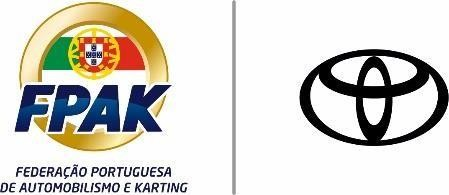 FPAK
FEDERAÇÃO PORTUGUESA
DE AUTOMOBILISMO E KARTING